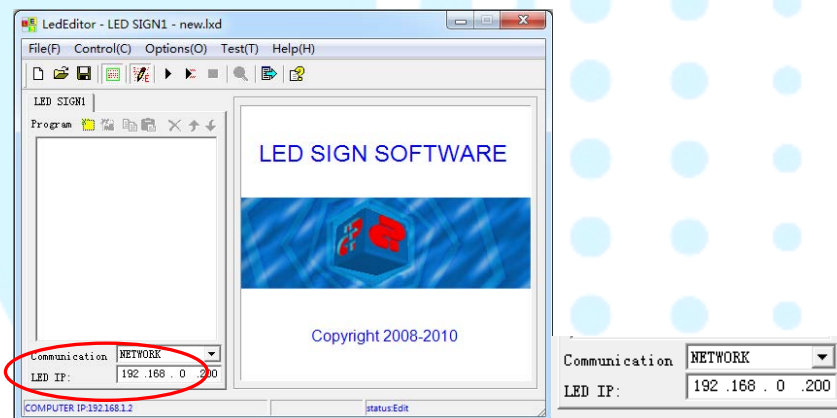 LedEditor - LED SIGN1 - new.lxd
File(F) Control(C) Options(O) Test(T) Help(H)
LED SIGN1
Program
LED SIGN SOFTWARE
Copyright 2008-2010
Communication NETWORK
LED IP: 192 .168 . 0 .200
COMPUTER IP:192.168.1.2 status:Edit
Communication NETWORK
LED IP: 192 .168 . 0 .200